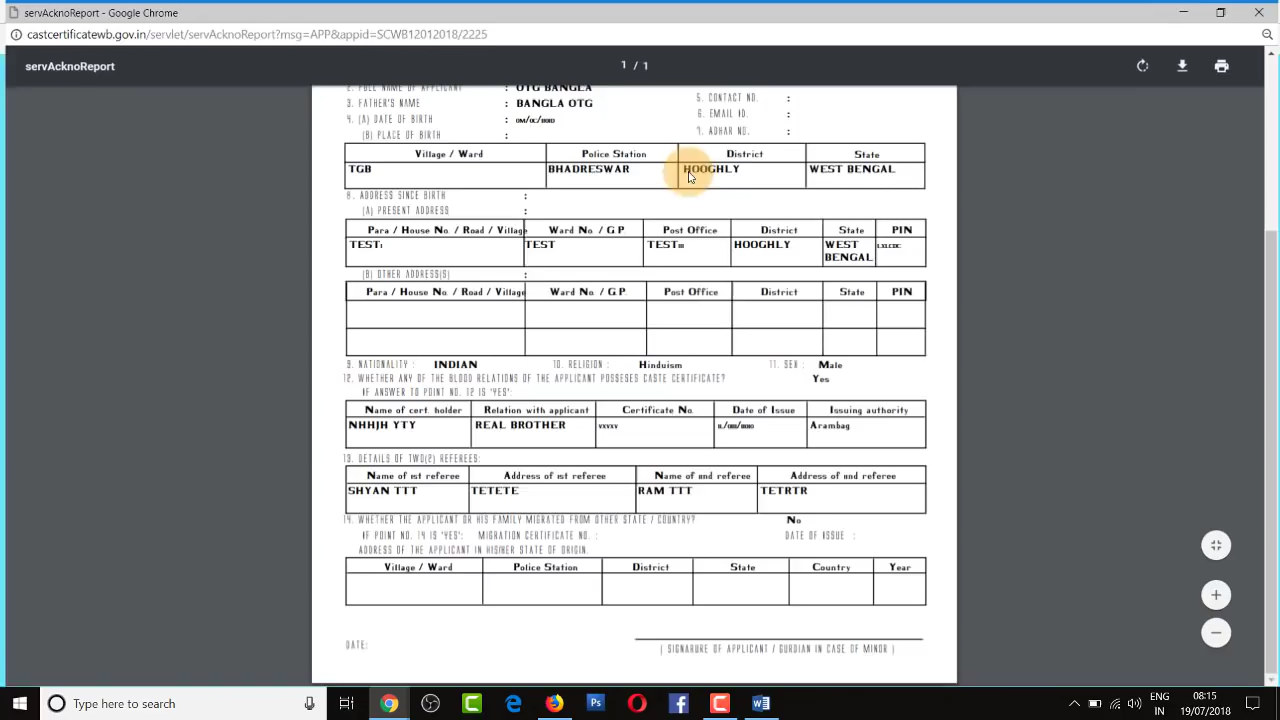 servAcknoReport - Google Chrome
castcertificatewb.gov.in/servlet/servAcknoReport?msg=APP&appid=SCWB12012018/2225
servAcknoReport
1 / 1
2. FULL NAME OF APPLICANT : OTG BANGLA
5. CONTACT NO. :
3. FATHER'S NAME : BANGLA OTG
6. EMAIL ID. :
4. (A) DATE OF BIRTH :
7. ADHAR NO. :
(B) PLACE OF BIRTH :
Village / Ward Police Station District State
TGB BHADRESWAR HOOGHLY WEST BENGAL
8. ADDRESS SINCE BIRTH :
(A) PRESENT ADDRESS :
Para / House No. / Road / Village Ward No. / G.P Post Office District State PIN
TEST1 TEST TEST HOOGHLY WEST
BENGAL
(B) OTHER ADDRESS(S) :
Para / House No. / Road / Village Ward No. / G.P. Post Office District State PIN
9. NATIONALITY : INDIAN 10. RELIGION : Hinduism 11. SEX : Male
12. WHETHER ANY OF THE BLOOD RELATIONS OF THE APPLICANT POSSESES CASTE CERTIFICATE? Yes
IF ANSWER TO POINT NO. 12 IS 'YES':
Name of cert. holder Relation with applicant Certificate No. Date of Issue Issuing authority
NHHJH YTY REAL BROTHER vxvxv Arambag
13. DETAILS OF TWO(2) REFEREES:
Name of 1st referee Address of 1st referee Name of IInd referee Address of IInd referee
SHYAN TTT TETETE RAM TTT TETRTR
14. WHETHER THE APPLICANT OR HIS FAMILY MIGRATED FROM OTHER STATE / COUNTRY? No
IF POINT NO. 14 IS 'YES': MIGRATION CERTIFICATE NO. : DATE OF ISSUE :
ADDRESS OF THE APPLICANT IN HIS/HER STATE OF ORIGIN.
Village / Ward Police Station District State Country Year
DATE:
( SIGNARURE OF APPLICANT / GURDIAN IN CASE OF MINOR )
Type here to search
ENG
IN
08:15
19/07/2018